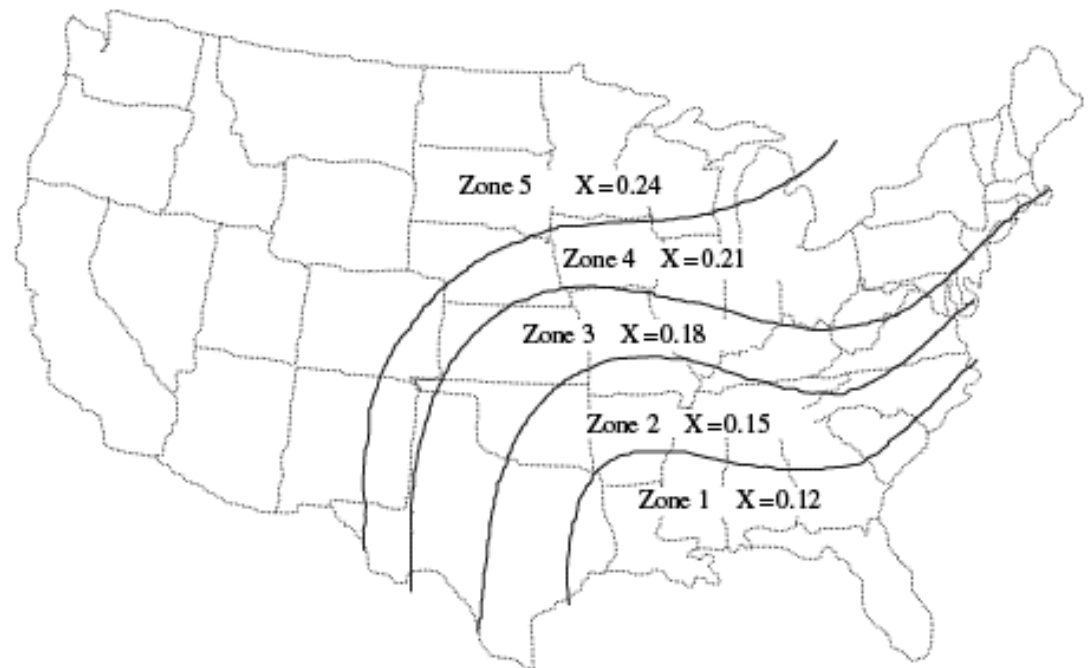 Zone 5 X=0.24
Zone 4 X=0.21
Zone 3 X=0.18
Zone 2 X=0.15
Zone 1 X=0.12